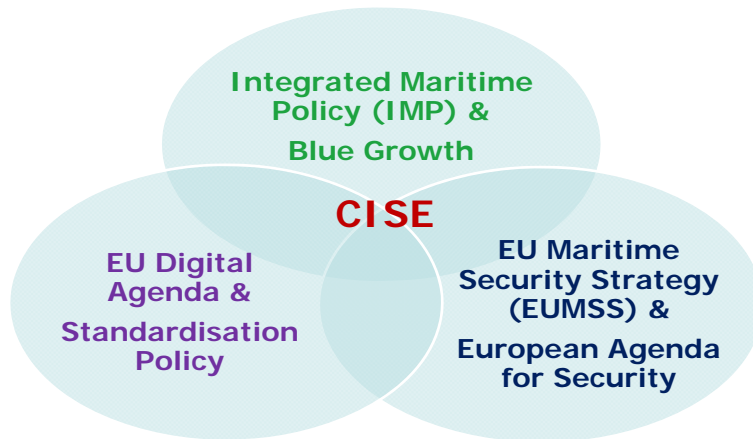 Integrated Maritime
Policy (IMP) &
Blue Growth
CISE
EU Digital
Agenda &
Standardisation
Policy
EU Maritime
Security Strategy
(EUMSS) &
European Agenda
for Security